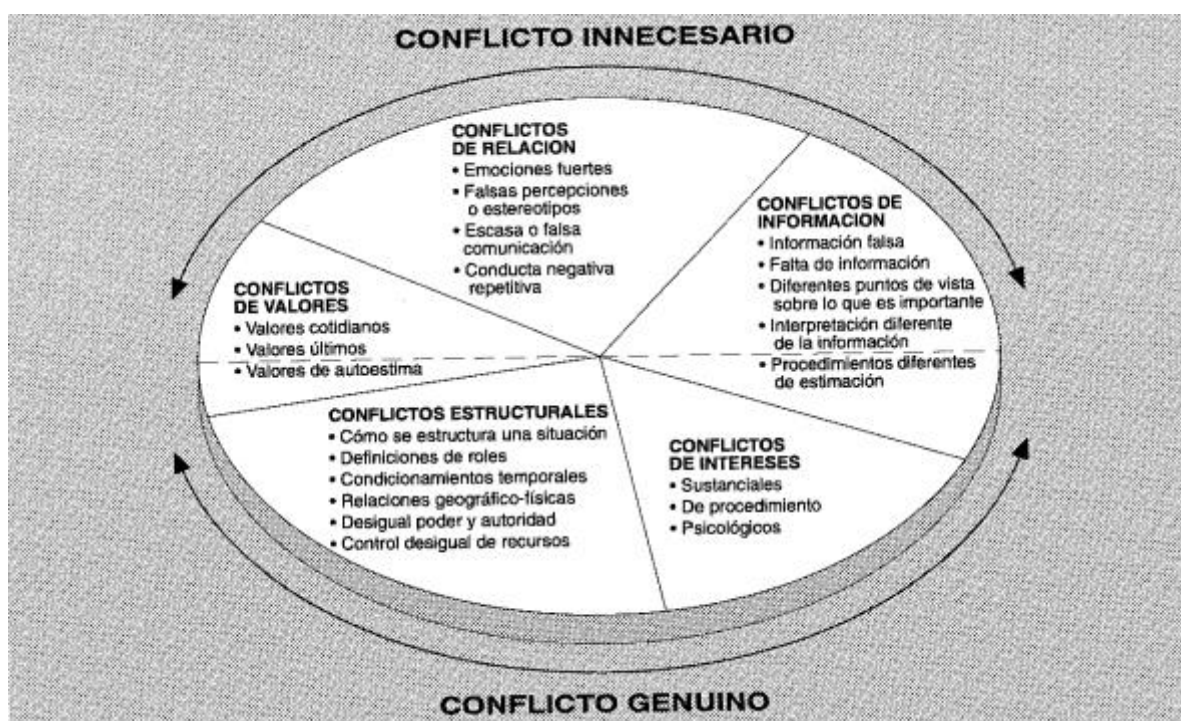 CONFLICTO INNECESARIO
CONFLICTOS
DE RELACION
• Emociones fuertes
• Falsas percepciones
o estereotipos
• Escasa o falsa
comunicación
• Conducta negativa
repetitiva
CONFLICTOS DE
INFORMACION
• Información falsa
• Falta de información
• Diferentes puntos de vista
sobre lo que es importante
• Interpretación diferente
de la información
• Procedimientos diferentes
de estimación
CONFLICTOS
DE VALORES
• Valores cotidianos
• Valores últimos
• Valores de autoestima
CONFLICTOS ESTRUCTURALES
• Cómo se estructura una situación
• Definiciones de roles
• Condicionamientos temporales
• Relaciones geográfico-físicas
• Desigual poder y autoridad
• Control desigual de recursos
CONFLICTOS
DE INTERESES
• Sustanciales
• De procedimiento
• Psicológicos
CONFLICTO GENUINO